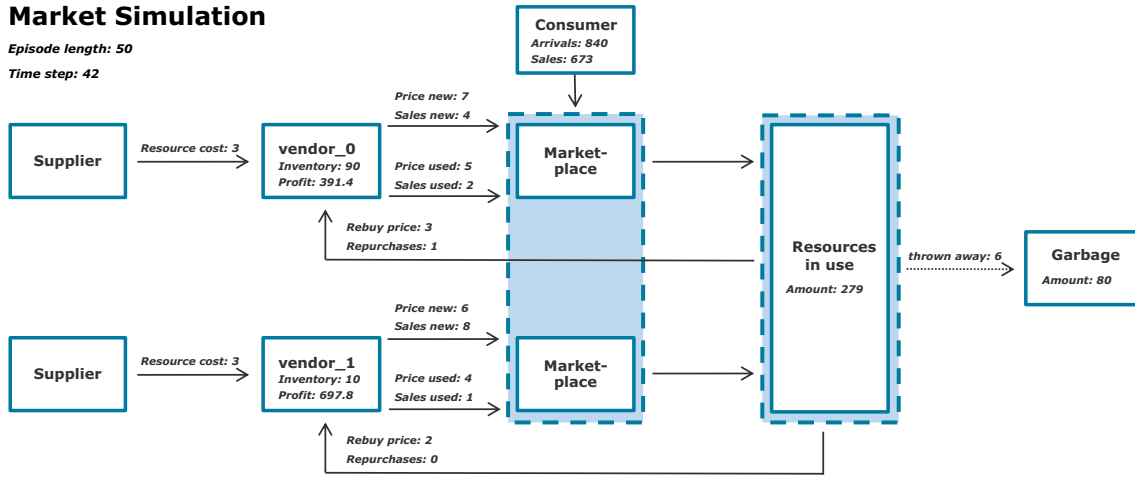 Market Simulation
Episode length: 50
Time step: 42
Consumer
Arrivals: 840
Sales: 673
Supplier
Resource cost: 3
vendor_0
Inventory: 90
Profit: 391.4
Price new: 7
Sales new: 4
Price used: 5
Sales used: 2
Market-
place
Rebuy price: 3
Repurchases: 1
Resources
in use
Amount: 279
thrown away: 6
Garbage
Amount: 80
Supplier
Resource cost: 3
vendor_1
Inventory: 10
Profit: 697.8
Price new: 6
Sales new: 8
Price used: 4
Sales used: 1
Market-
place
Rebuy price: 2
Repurchases: 0